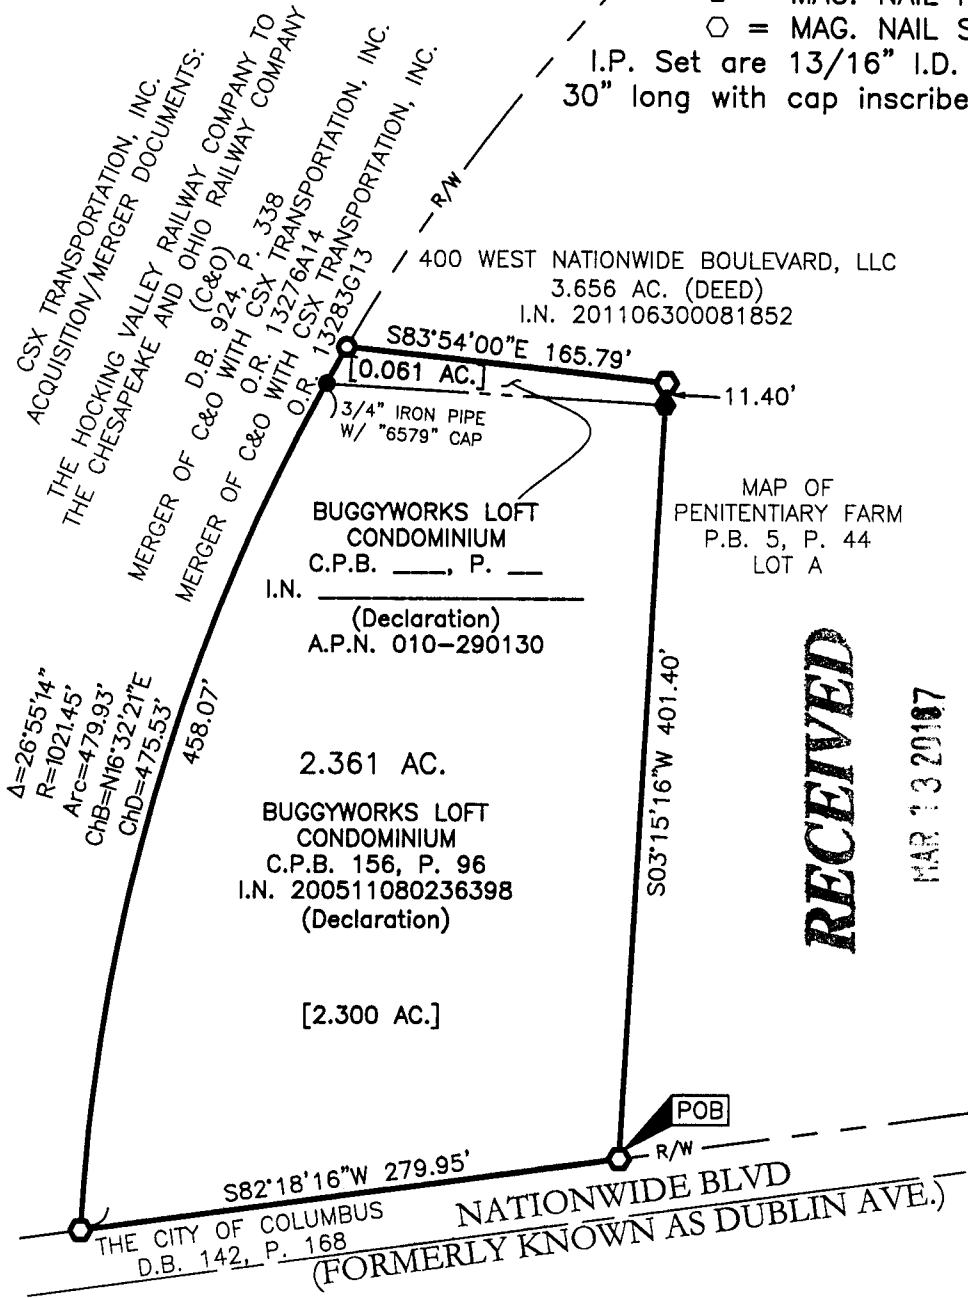 = MAG. NAIL
= MAG. NAIL S
I.P. Set are 13/16" I.D.
30" long with cap inscribe
CSX TRANSPORTATION, INC.
ACQUISITION/MERGER DOCUMENTS:
THE HOCKING VALLEY RAILWAY COMPANY TO
THE CHESAPEAKE AND OHIO RAILWAY COMPANY
(C&O)
D.B. 924, P. 338
MERGER OF C&O WITH CSX TRANSPORTATION, INC.
O.R. 13276A14
MERGER OF C&O WITH CSX TRANSPORTATION, INC.
O.R. 13283G13
R/W
400 WEST NATIONWIDE BOULEVARD, LLC
3.656 AC. (DEED)
I.N. 201106300081852
S83°54'00"E 165.79'
[0.061 AC.]
11.40'
3/4" IRON PIPE
W/ "6579" CAP
MAP OF
PENITENTIARY FARM
P.B. 5, P. 44
LOT A
BUGGYWORKS LOFT
CONDOMINIUM
C.P.B. ___, P. __
I.N. ____________________
(Declaration)
A.P.N. 010-290130
Δ=26°55'14"
R=1021.45'
Arc=479.93'
ChB=N16°32'21"E
ChD=475.53'
458.07'
S03°15'16"W 401.40'
RECEIVED
MAR 13 2017
2.361 AC.
BUGGYWORKS LOFT
CONDOMINIUM
C.P.B. 156, P. 96
I.N. 200511080236398
(Declaration)
[2.300 AC.]
POB
R/W
S82°18'16"W 279.95'
THE CITY OF COLUMBUS
D.B. 142, P. 168
NATIONWIDE BLVD
(FORMERLY KNOWN AS DUBLIN AVE.)